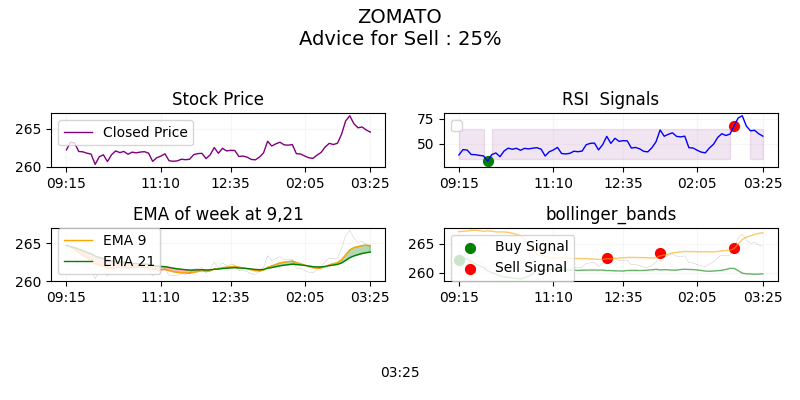 ZOMATO
Advice for Sell : 25%
Stock Price
265
260
Closed Price
09:15 11:10 12:35 02:05 03:25
RSI  Signals
75
50
09:15 11:10 12:35 02:05 03:25
EMA of week at 9,21
265
260
EMA 9
EMA 21
09:15 11:10 12:35 02:05 03:25
bollinger_bands
265
260
Buy Signal
Sell Signal
09:15 11:10 12:35 02:05 03:25
03:25